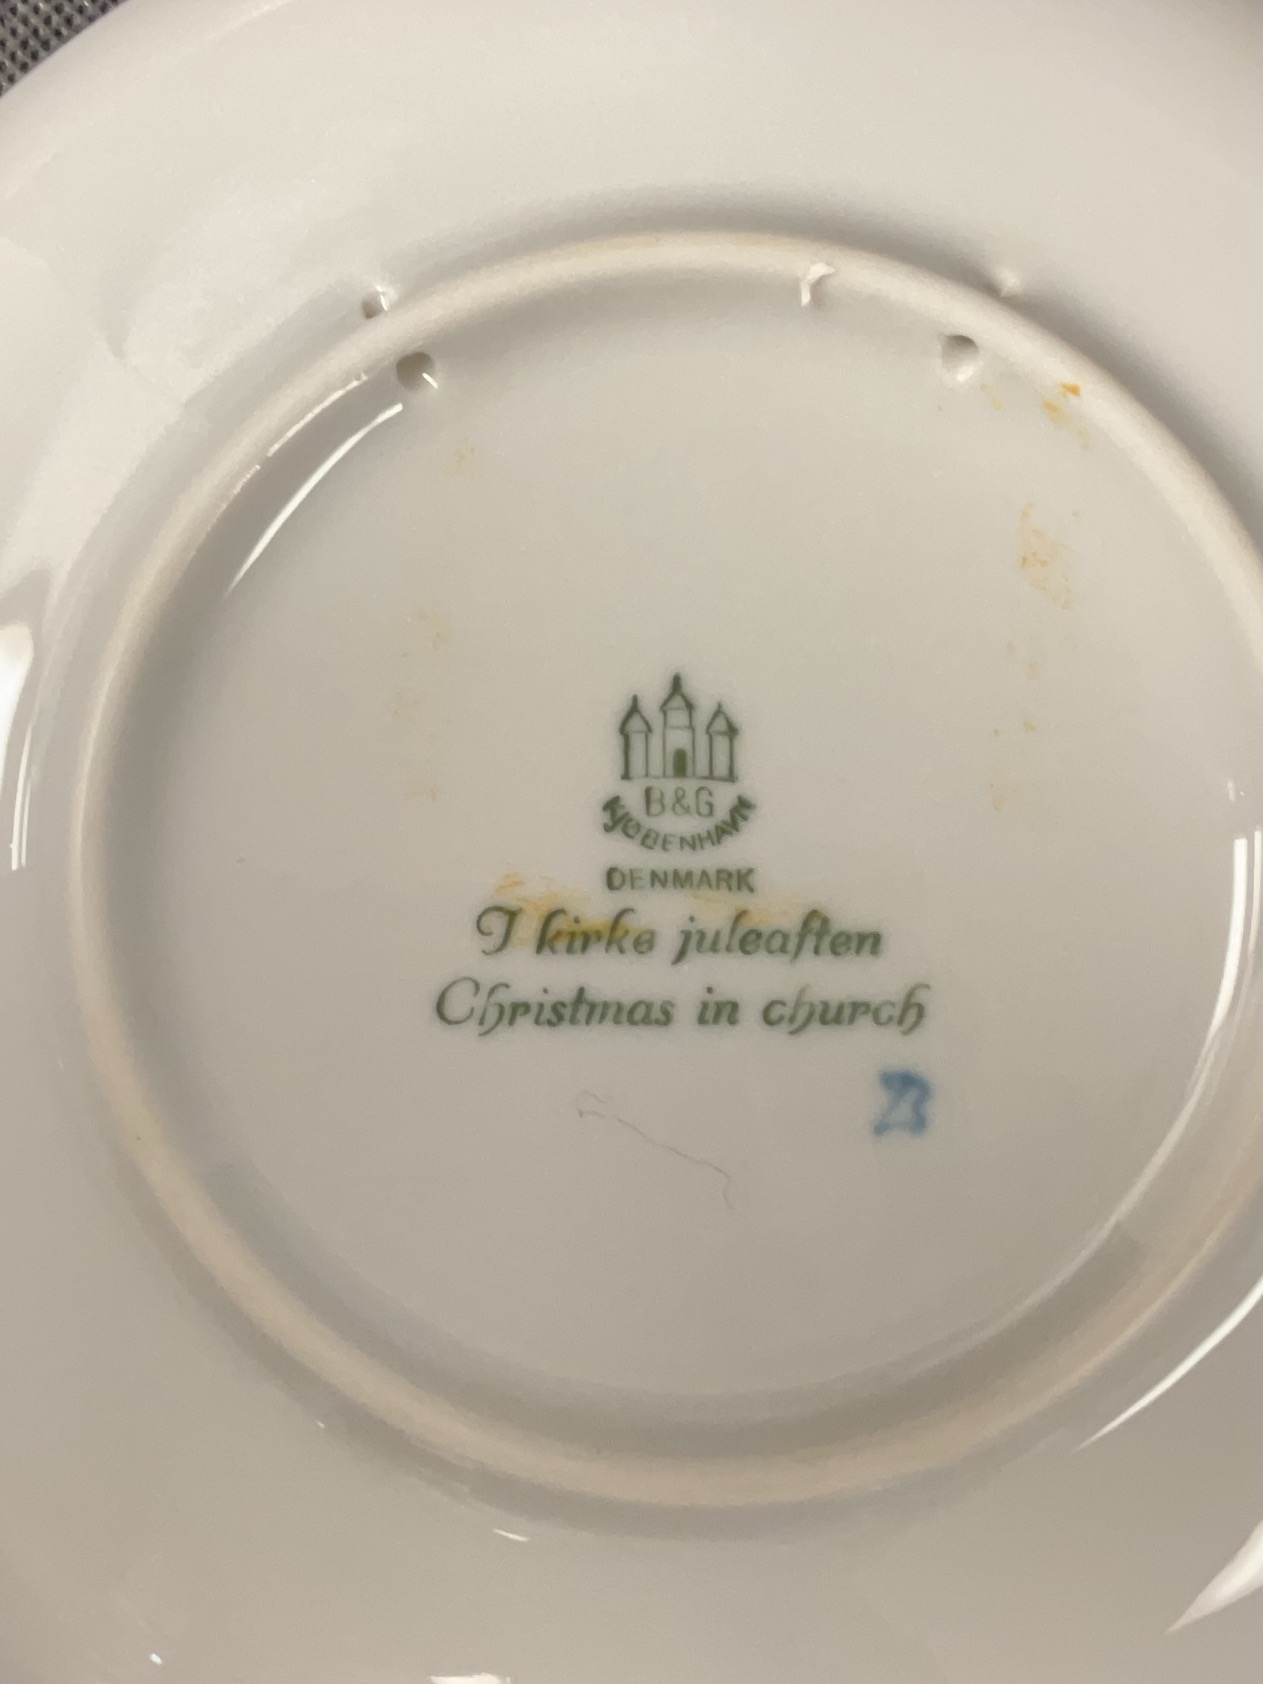 B&G
KJØBENHAVN
DENMARK
I kirke juleaften
Christmas in church